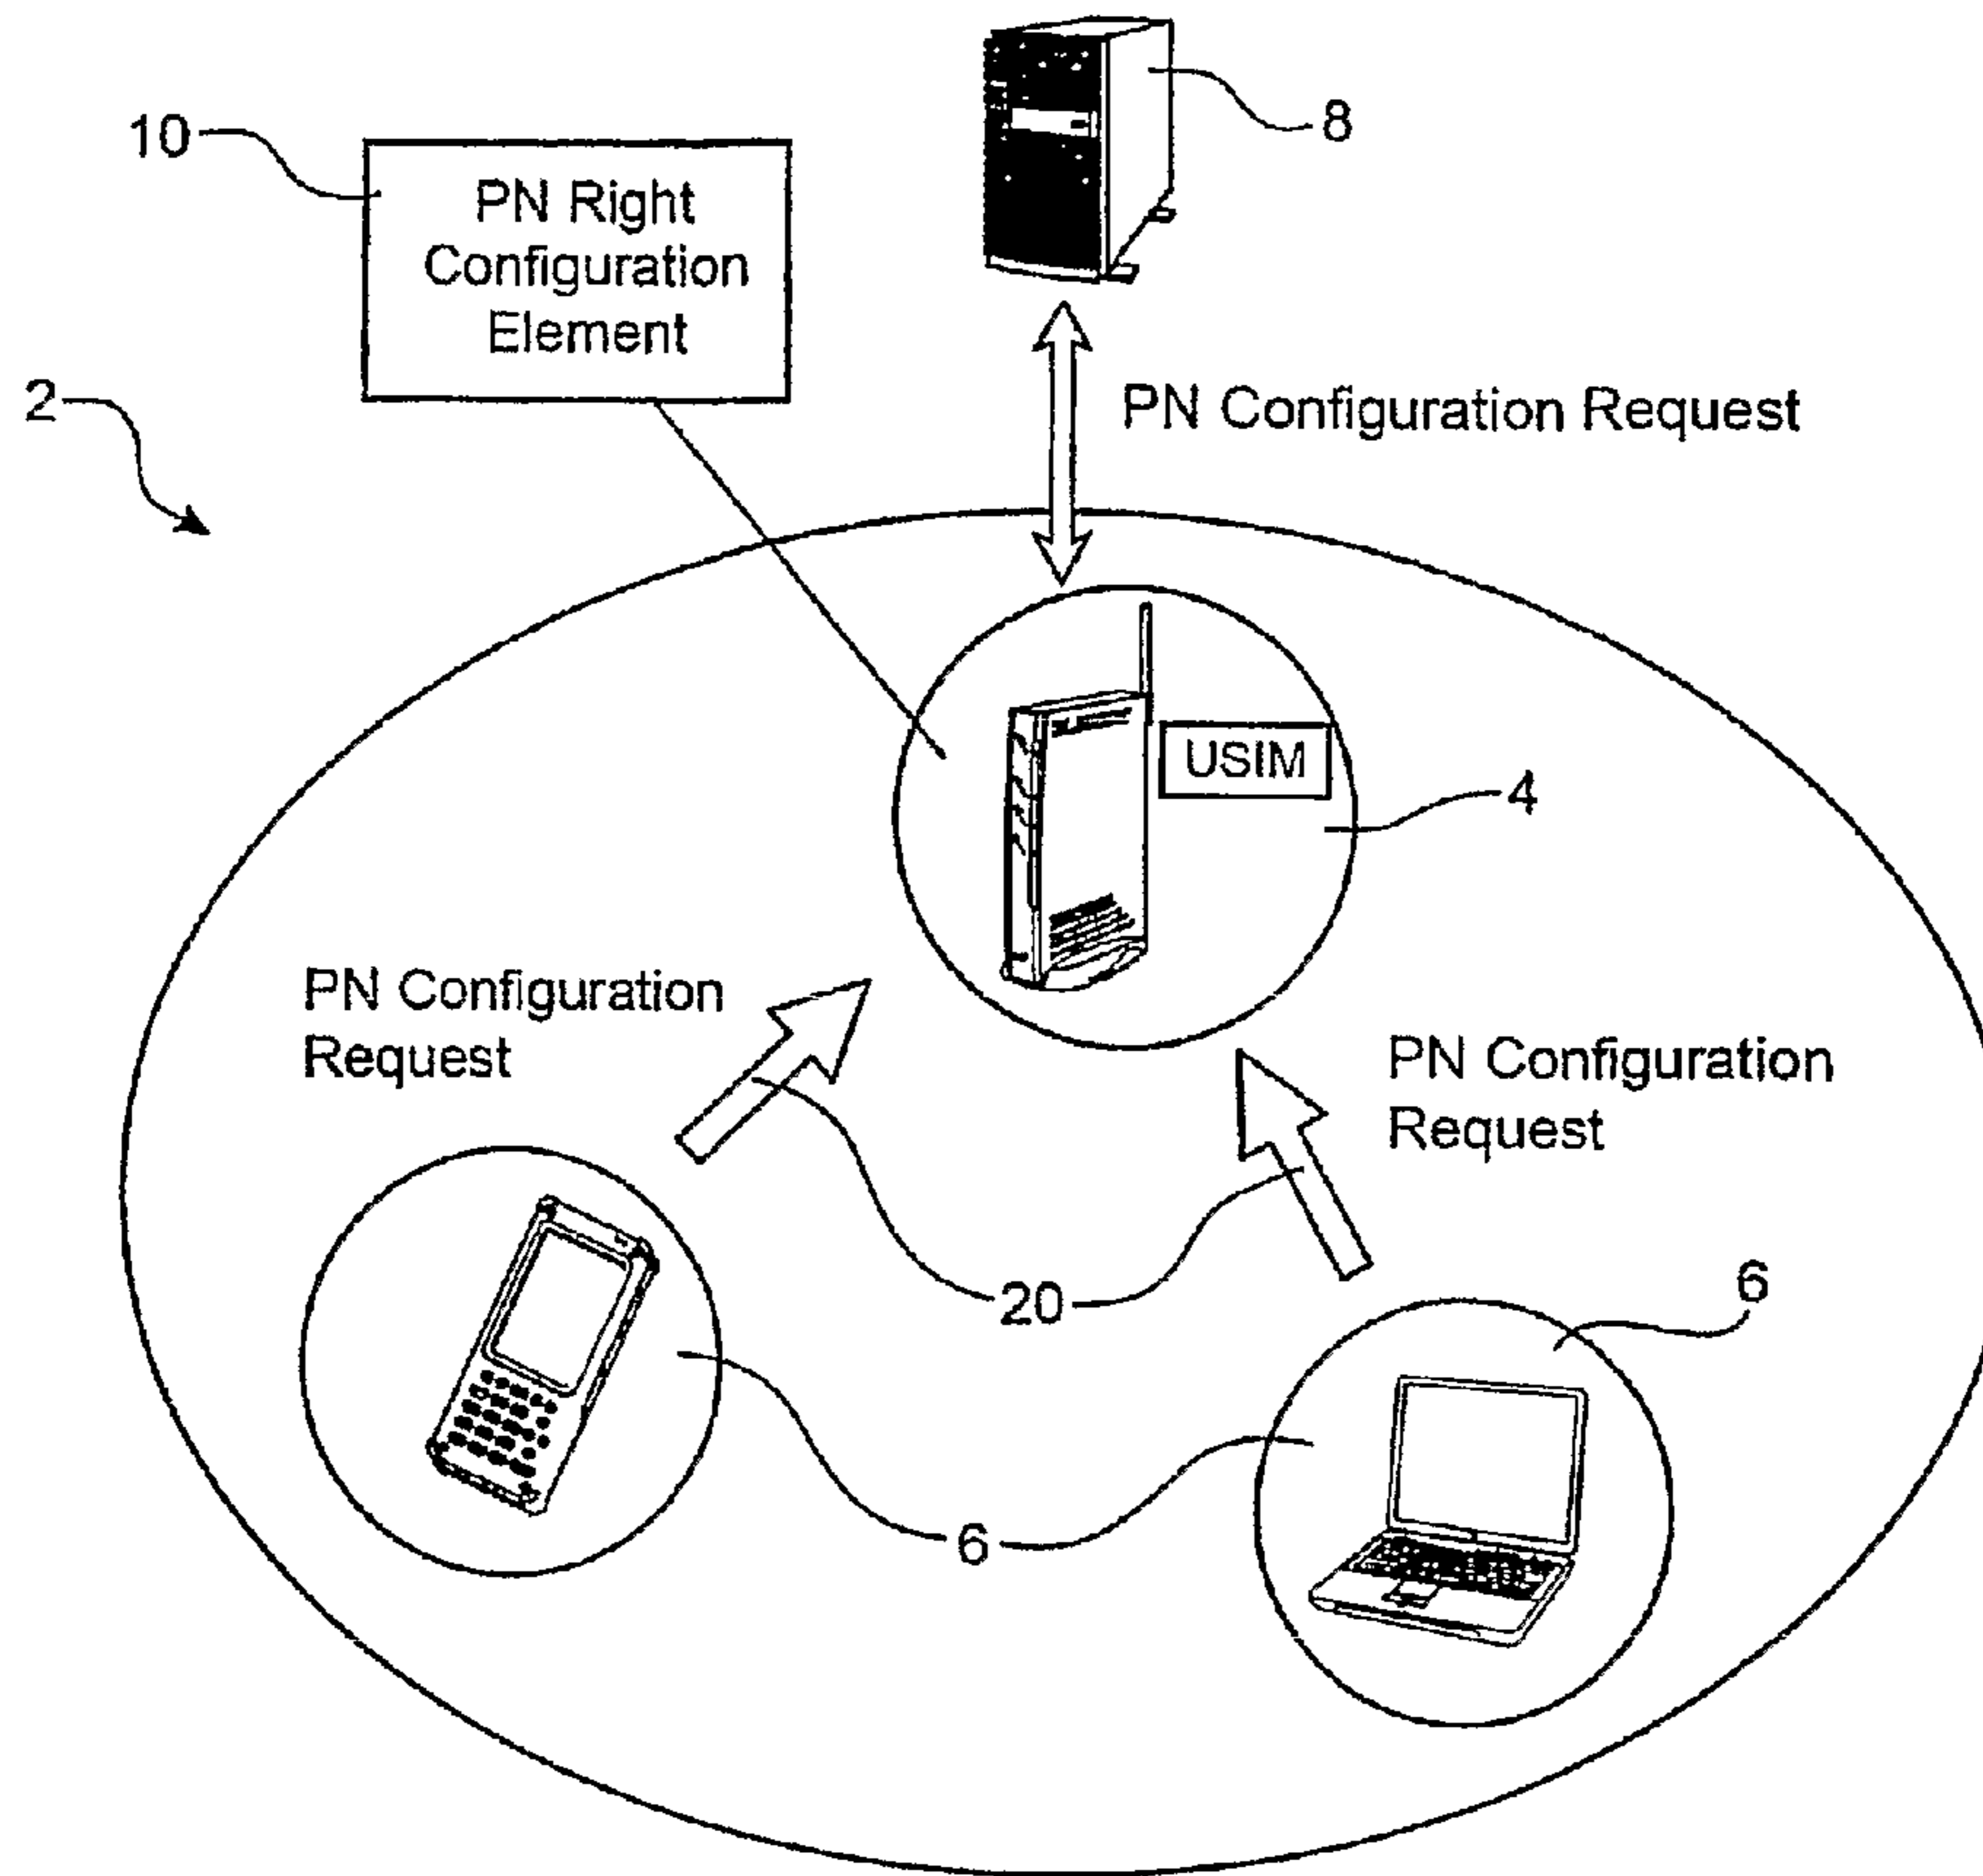 8
10
PN Right
Configuration
Element
2
PN Configuration Request
USIM
4
PN Configuration
Request
PN Configuration
Request
20
6
6